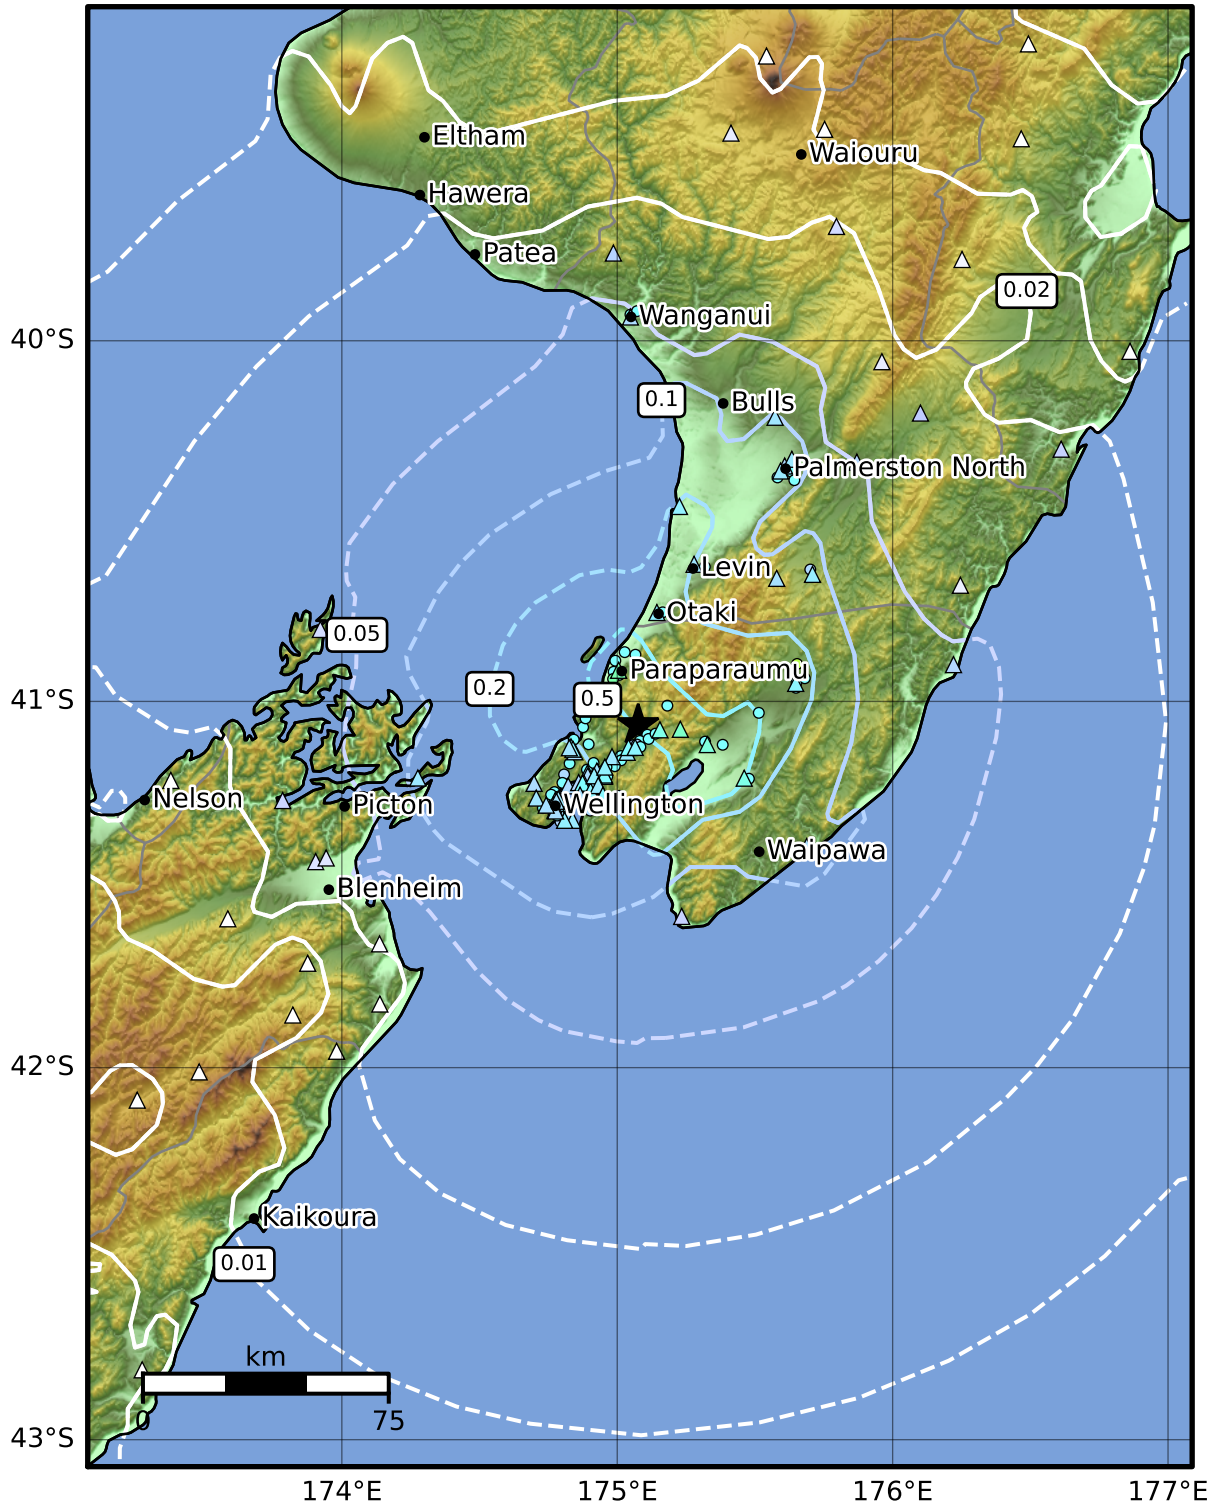 Eltham
Waiouru
Hawera
Patea
0.02
Wanganui
40°S
0.1
Bulls
Palmerston North
Levin
Otaki
0.05
Paraparaumu
0.2
0.5
41°S
Nelson
Picton
Wellington
Waipawa
Blenheim
42°S
Kaikoura
0.01
km
0
75
43°S
174°E
175°E
176°E
177°E